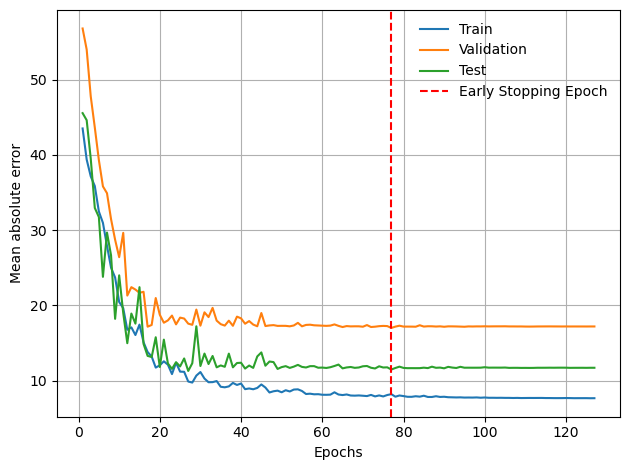 Train
Validation
Test
Early Stopping Epoch
Mean absolute error
50
40
30
20
10
0 20 40 60 80 100 120
Epochs